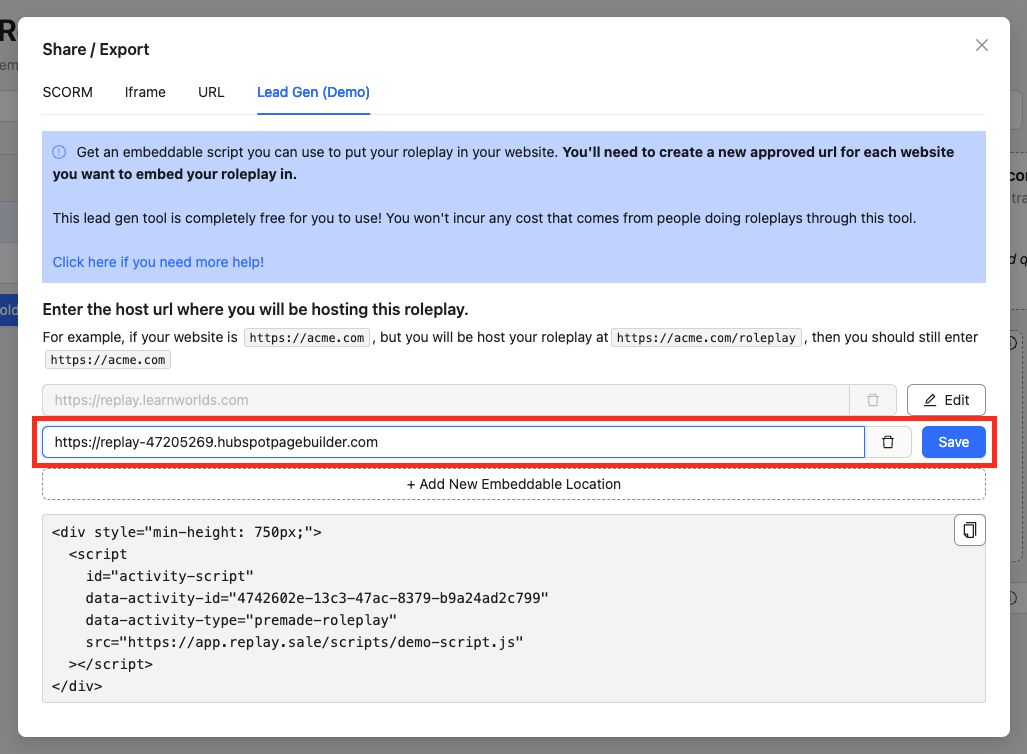 Share / Export
SCORM
Iframe
URL
Lead Gen (Demo)
Get an embeddable script you can use to put your roleplay in your website. You'll need to create a new approved url for each website
you want to embed your roleplay in.
This lead gen tool is completely free for you to use! You won't incur any cost that comes from people doing roleplays through this tool.
Click here if you need more help!
Enter the host url where you will be hosting this roleplay.
For example, if your website is https://acme.com , but you will be host your roleplay at https://acme.com/roleplay , then you should still enter
https://acme.com
https://replay.learnworlds.com
Edit
https://replay-47205269.hubspotpagebuilder.com
Save
+ Add New Embeddable Location
<div style="min-height: 750px;">
<script
id="activity-script"
data-activity-id="4742602e-13c3-47ac-8379-b9a24ad2c799"
data-activity-type="premade-roleplay"
src="https://app.replay.sale/scripts/demo-script.js"
></script>
</div>